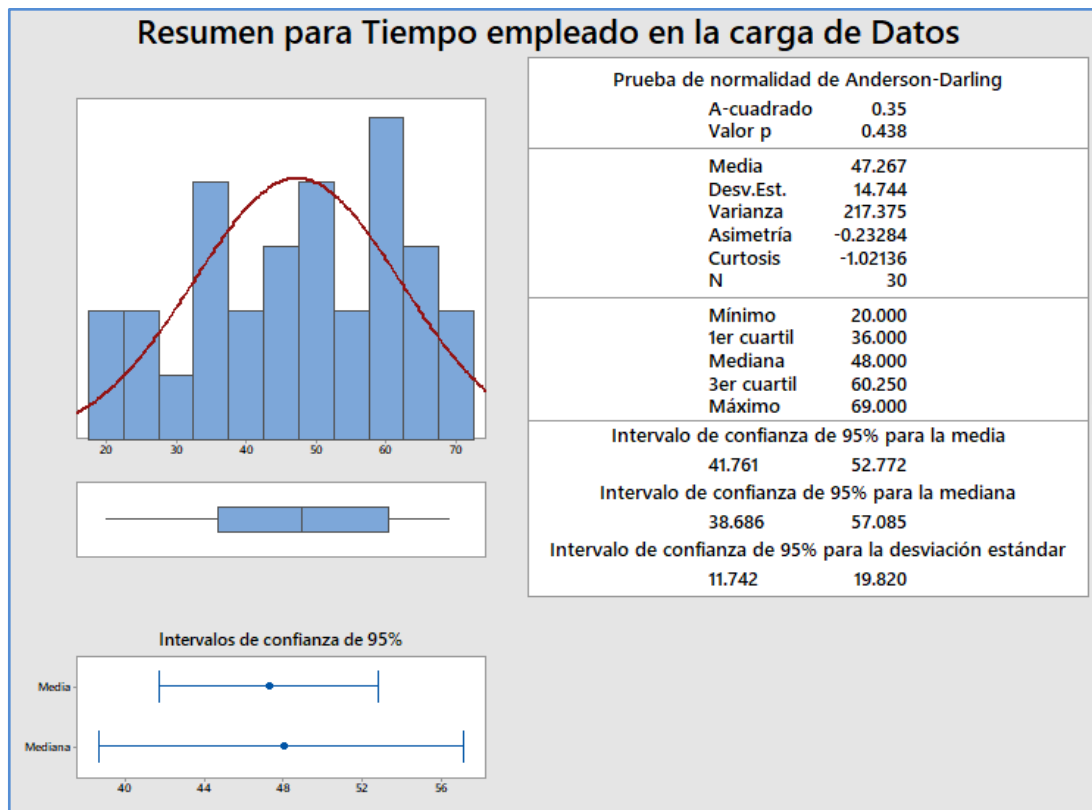 Resumen para Tiempo empleado en la carga de Datos
20 30 40 50 60 70
Prueba de normalidad de Anderson-Darling
A-cuadrado 0.35
Valor p 0.438
Media 47.267
Desv.Est. 14.744
Varianza 217.375
Asimetría -0.23284
Curtosis -1.02136
N 30
Mínimo 20.000
1er cuartil 36.000
Mediana 48.000
3er cuartil 60.250
Máximo 69.000
Intervalo de confianza de 95% para la media
41.761 52.772
Intervalo de confianza de 95% para la mediana
38.686 57.085
Intervalo de confianza de 95% para la desviación estándar
11.742 19.820
Intervalos de confianza de 95%
Media
Mediana
40 44 48 52 56